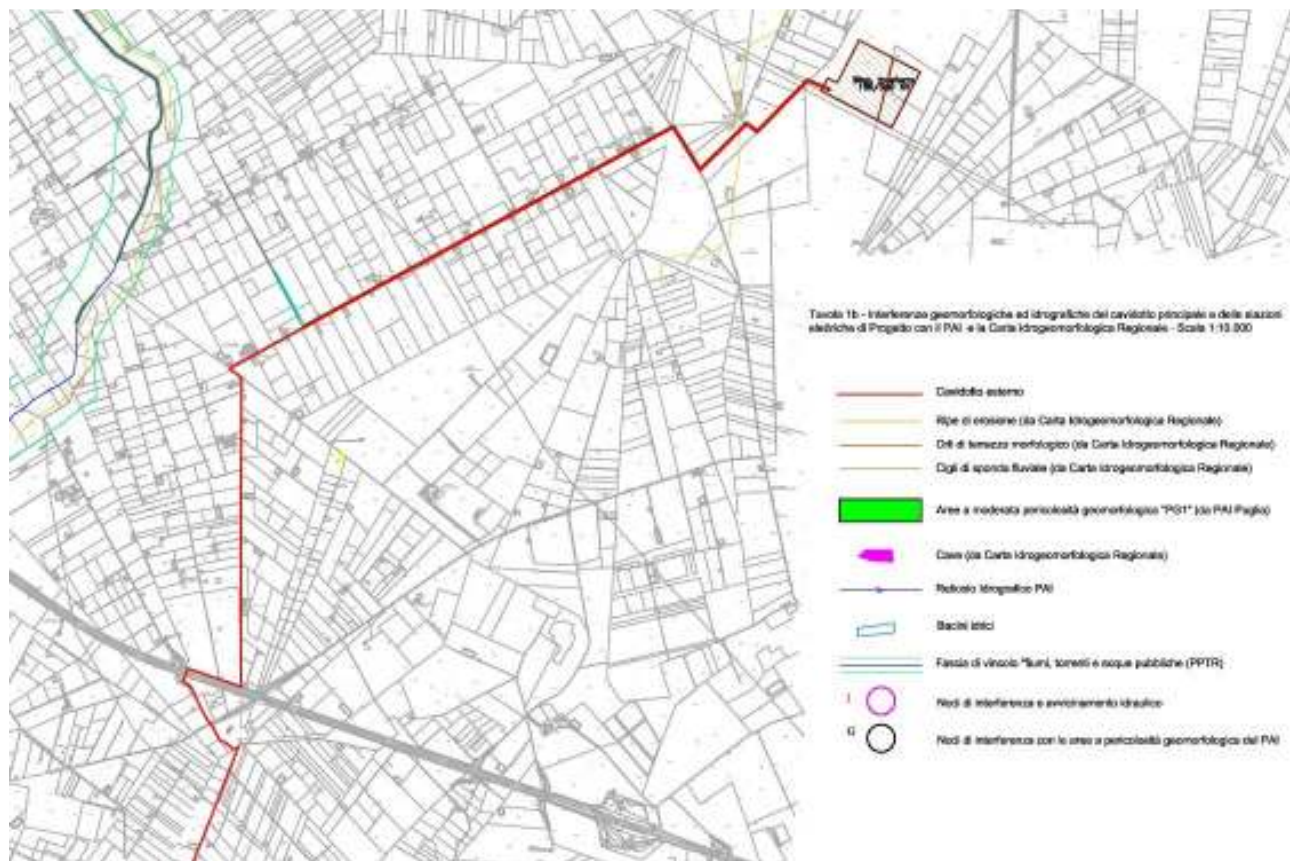 Tavola 1b - Interferenze geomorfologiche ed idrografiche del cavidotto principale e delle stazioni
elettriche di Progetto con il PAI e la Carta Idrogeomorfologica Regionale - Scala 1:10.000
Cavidotto esterno
Ripe di erosione (da Carta Idrogeomorfologica Regionale)
Orli di terrazzo morfologico (da Carta Idrogeomorfologica Regionale)
Cigli di sponda fluviale (da Carta Idrogeomorfologica Regionale)
Aree a moderata pericolosità geomorfologica "PG1" (da PAI Puglia)
Cave (da Carta Idrogeomorfologica Regionale)
Reticolo Idrografico PAI
Bacini idrici
Fascia di vincolo "fiumi, torrenti e acque pubbliche (PPTR)
I
Nodi di interferenza o avvicinamento idraulico
G
Nodi di interferenza con le aree a pericolosità geomorfologica del PAI